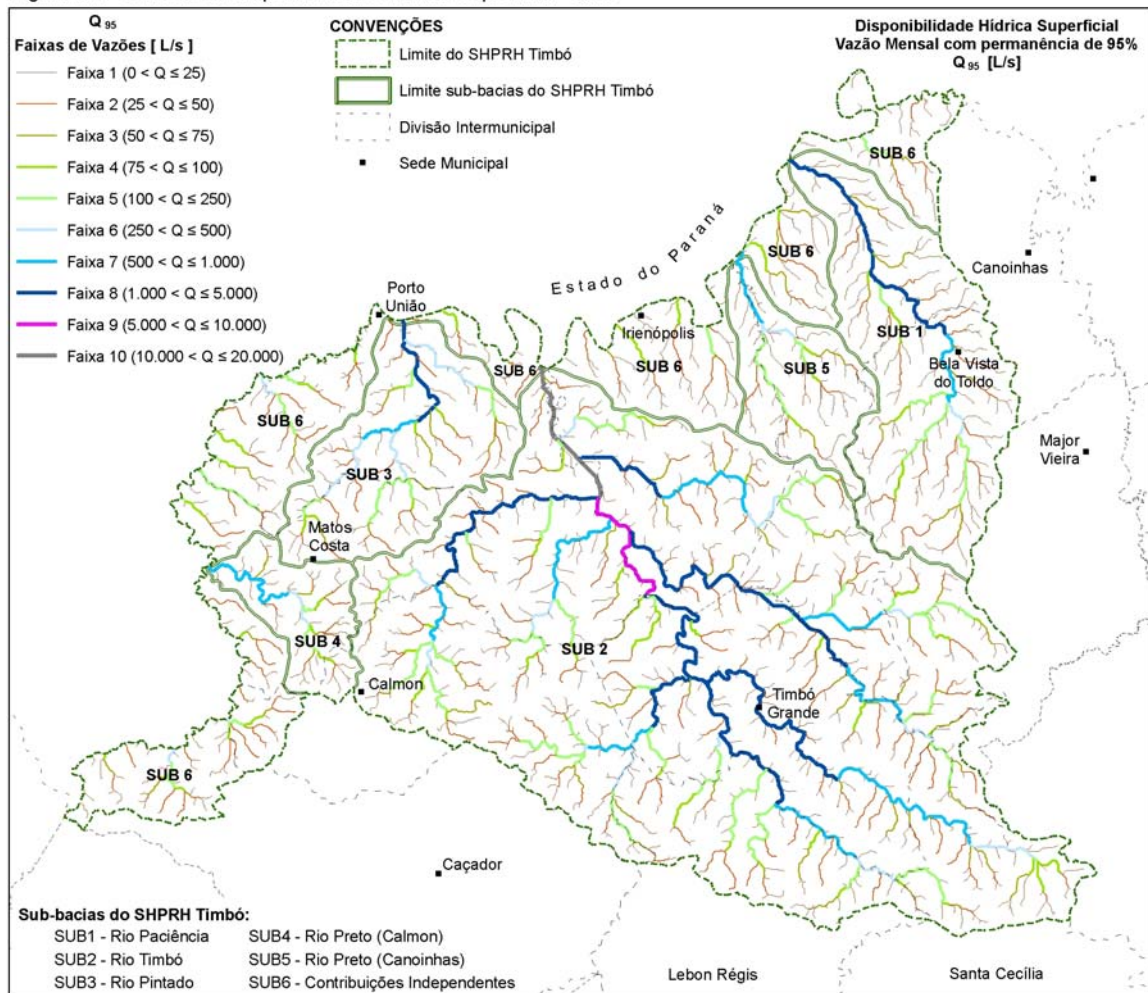 Q 95
Faixas de Vazões [ L/s ]
Faixa 1 (0 < Q ≤ 25)
Faixa 2 (25 < Q ≤ 50)
Faixa 3 (50 < Q ≤ 75)
Faixa 4 (75 < Q ≤ 100)
Faixa 5 (100 < Q ≤ 250)
Faixa 6 (250 < Q ≤ 500)
Faixa 7 (500 < Q ≤ 1.000)
Faixa 8 (1.000 < Q ≤ 5.000)
Faixa 9 (5.000 < Q ≤ 10.000)
Faixa 10 (10.000 < Q ≤ 20.000)
CONVENÇÕES
Limite do SHPRH Timbó
Limite sub-bacias do SHPRH Timbó
Divisão Intermunicipal
Sede Municipal
Disponibilidade Hídrica Superficial
Vazão Mensal com permanência de 95%
Q 95 [L/s]
SUB 6
Estado do Paraná
SUB 6
Canoinhas
Porto
União
Irienópolis
SUB 1
SUB 6
SUB 6
SUB 5
Bela Vista
do Toldo
SUB 6
Major
Vieira
SUB 3
Matos
Costa
SUB 4
SUB 2
Calmon
Timbó
Grande
SUB 6
Caçador
Sub-bacias do SHPRH Timbó:
SUB1 - Rio Paciência
SUB2 - Rio Timbó
SUB3 - Rio Pintado
SUB4 - Rio Preto (Calmon)
SUB5 - Rio Preto (Canoinhas)
SUB6 - Contribuições Independentes
Lebon Régis
Santa Cecília